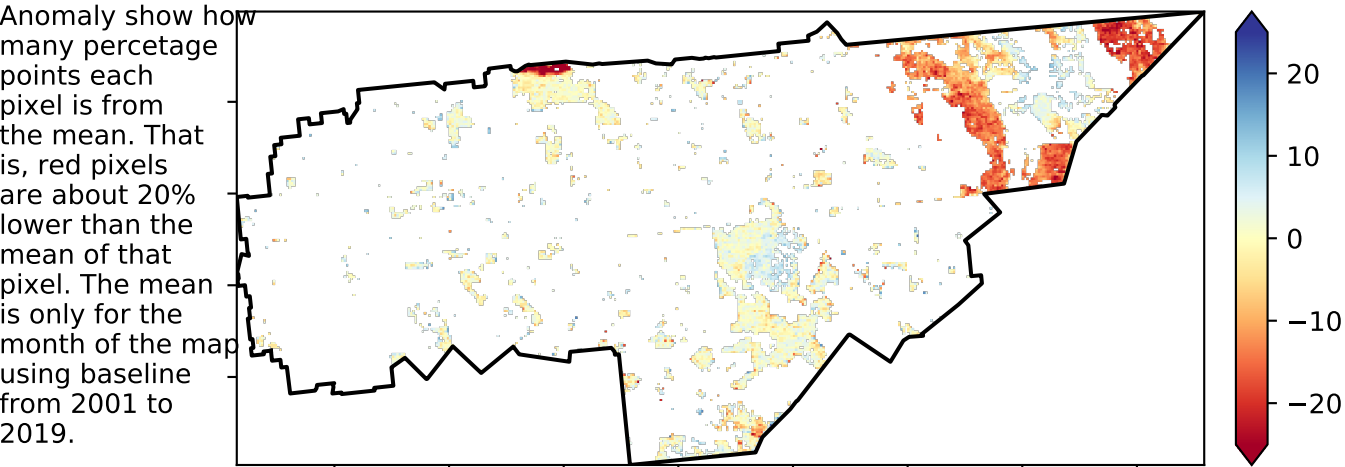 Anomaly show how
many percetage
points each
pixel is from
the mean. That
is, red pixels
are about 20%
lower than the
mean of that
pixel. The mean
is only for the
month of the map
using baseline
from 2001 to
2019.
20
10
0
−10
−20